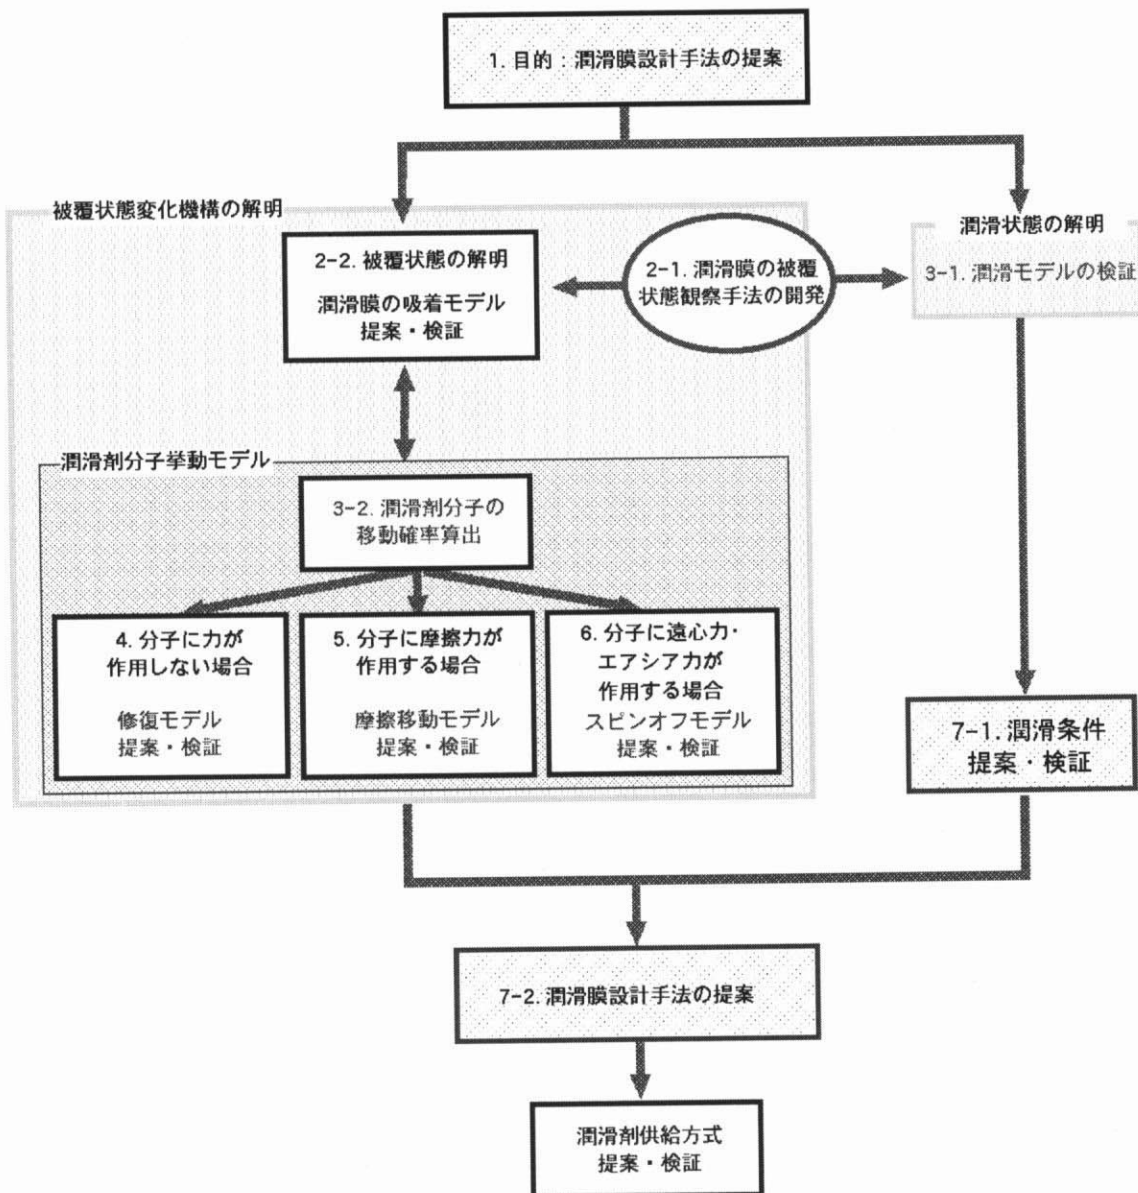 1. 目的：潤滑膜設計手法の提案
被覆状態変化機構の解明
2-2. 被覆状態の解明
潤滑膜の吸着モデル
提案・検証
2-1. 潤滑膜の被覆
状態観察手法の開発
潤滑状態の解明
3-1. 潤滑モデルの検証
潤滑剤分子挙動モデル
3-2. 潤滑剤分子の
移動確率算出
4. 分子に力が
作用しない場合
修復モデル
提案・検証
5. 分子に摩擦力が
作用する場合
摩擦移動モデル
提案・検証
6. 分子に遠心力・
エアシア力が
作用する場合
スピンオフモデル
提案・検証
7-1. 潤滑条件
提案・検証
7-2. 潤滑膜設計手法の提案
潤滑剤供給方式
提案・検証